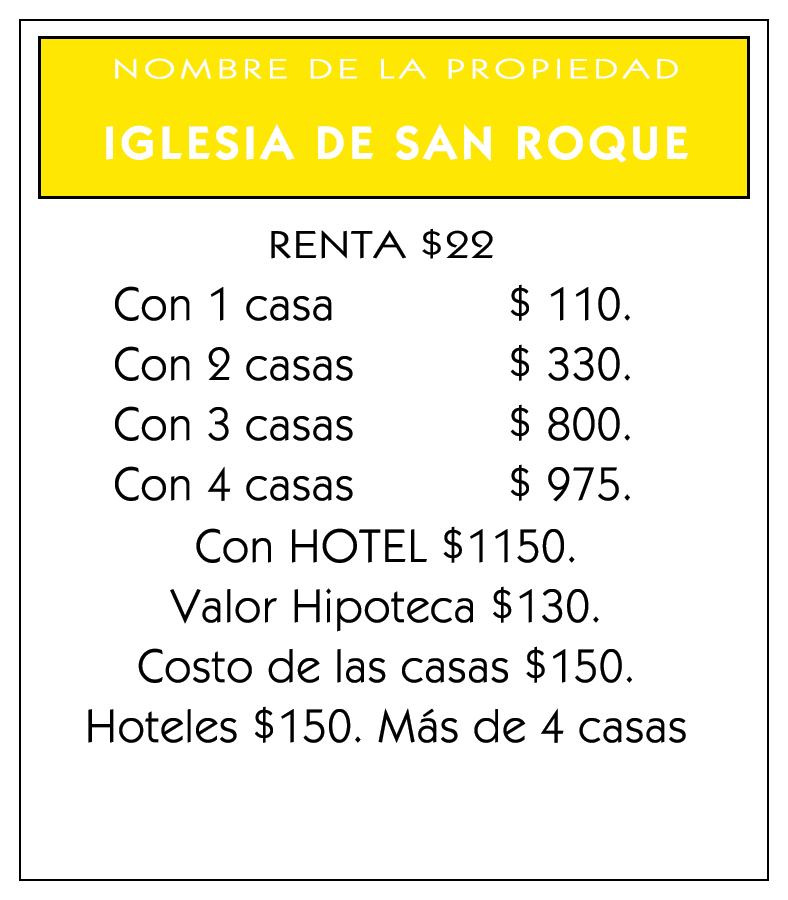 NOMBRE DE LA PROPIEDAD
IGLESIA DE SAN ROQUE
RENTA $22
Con 1 casa $ 110.
Con 2 casas $ 330.
Con 3 casas $ 800.
Con 4 casas $ 975.
Con HOTEL $1150.
Valor Hipoteca $130.
Costo de las casas $150.
Hoteles $150. Más de 4 casas